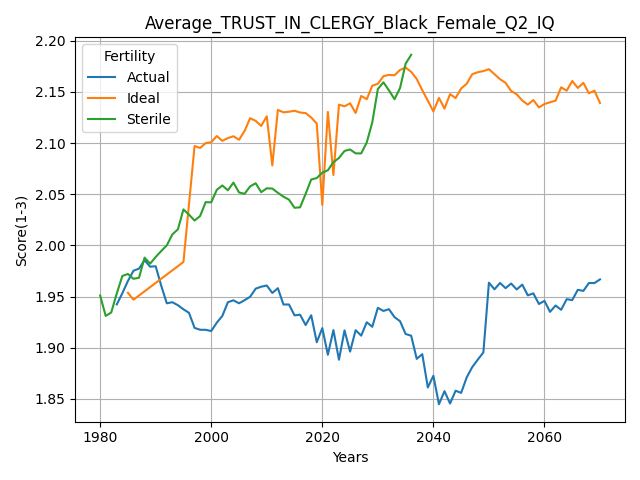 Average_TRUST_IN_CLERGY_Black_Female_Q2_IQ
Fertility
Actual
Ideal
Sterile
Score(1-3)
2.20
2.15
2.10
2.05
2.00
1.95
1.90
1.85
1980
2000
2020
2040
2060
Years